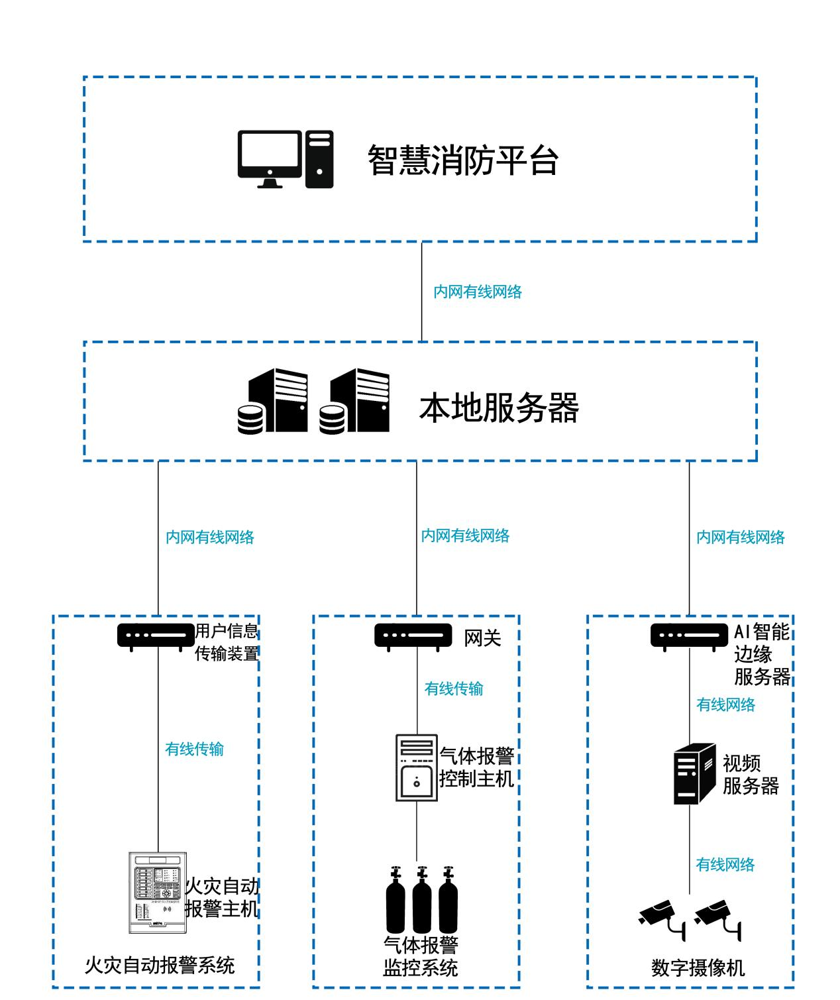 智慧消防平台
内网有线网络
本地服务器
内网有线网络
内网有线网络
内网有线网络
用户信息
传输装置
有线传输
火灾自动
报警主机
火灾自动报警系统
网关
有线传输
气体报警
控制主机
气体报警
监控系统
AI智能
边缘
服务器
有线网络
视频
服务器
有线网络
数字摄像机